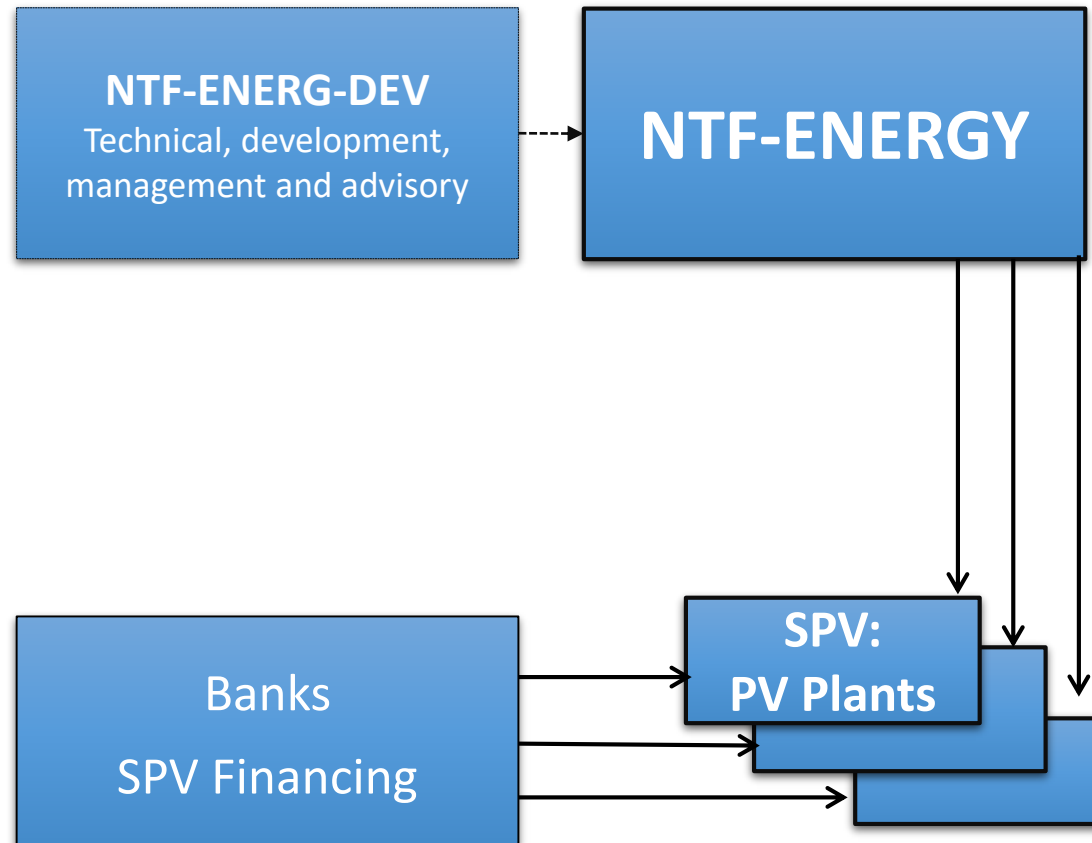 NTF-ENERG-DEV
Technical, development,
management and advisory
NTF-ENERGY
SPV:
PV Plants
Banks
SPV Financing